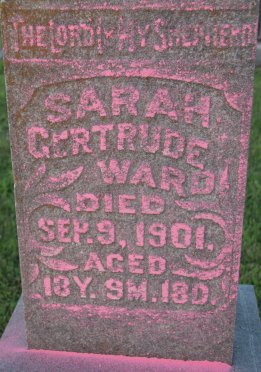 THE LORD IS MY SHEPHERD
SARAH
GERTRUDE
WARD
DIED
SEP. 9, 1901.
AGED
18Y. 9M. 18D.